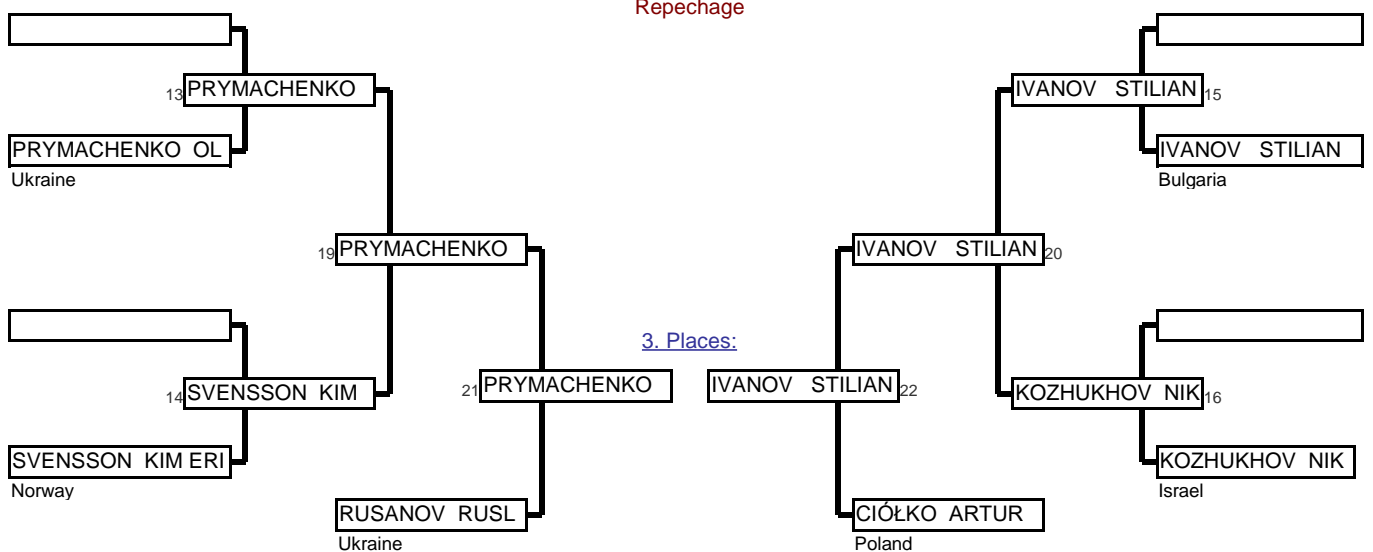 Repechage
13 PRYMACHENKO
IVANOV STILIAN 15
PRYMACHENKO OL
Ukraine
IVANOV STILIAN
Bulgaria
19 PRYMACHENKO
IVANOV STILIAN 20
3. Places:
14 SVENSSON KIM
21 PRYMACHENKO
IVANOV STILIAN 22
KOZHUKHOV NIK 16
SVENSSON KIM ERI
Norway
KOZHUKHOV NIK
Israel
RUSANOV RUSL
Ukraine
CIÓŁKO ARTUR
Poland